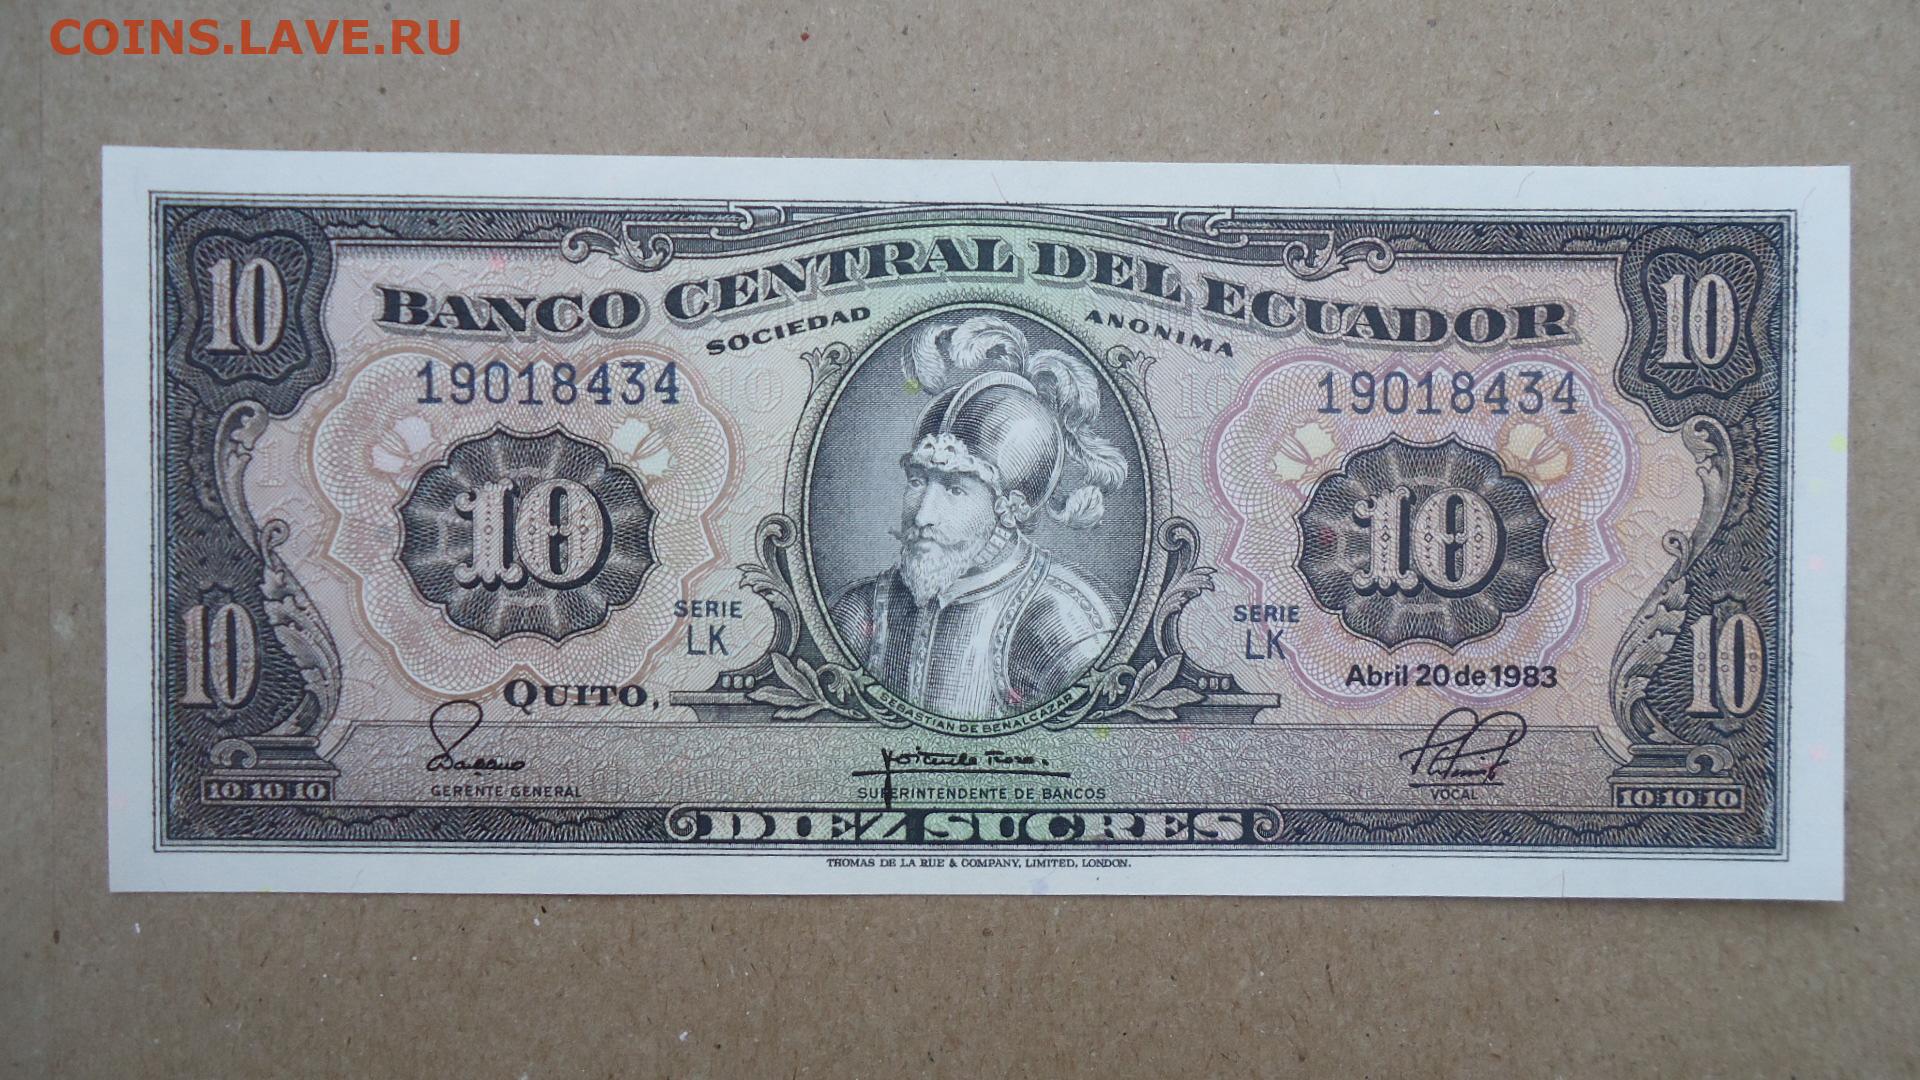 COINS.LAVE.RU
10 10
BANCO CENTRAL DEL ECUADOR
SOCIEDAD ANONIMA
19018434 19018434
10 10
SERIE SERIE
LK LK
10 10
Abril 20 de 1983
QUITO,
SEBASTIAN DE BENALCAZAR
GERENTE GENERAL SUPERINTENDENTE DE BANCOS VOCAL
10 10 10 10 10 10
DIEZ SUCRES
THOMAS DE LA RUE & COMPANY, LIMITED, LONDON.